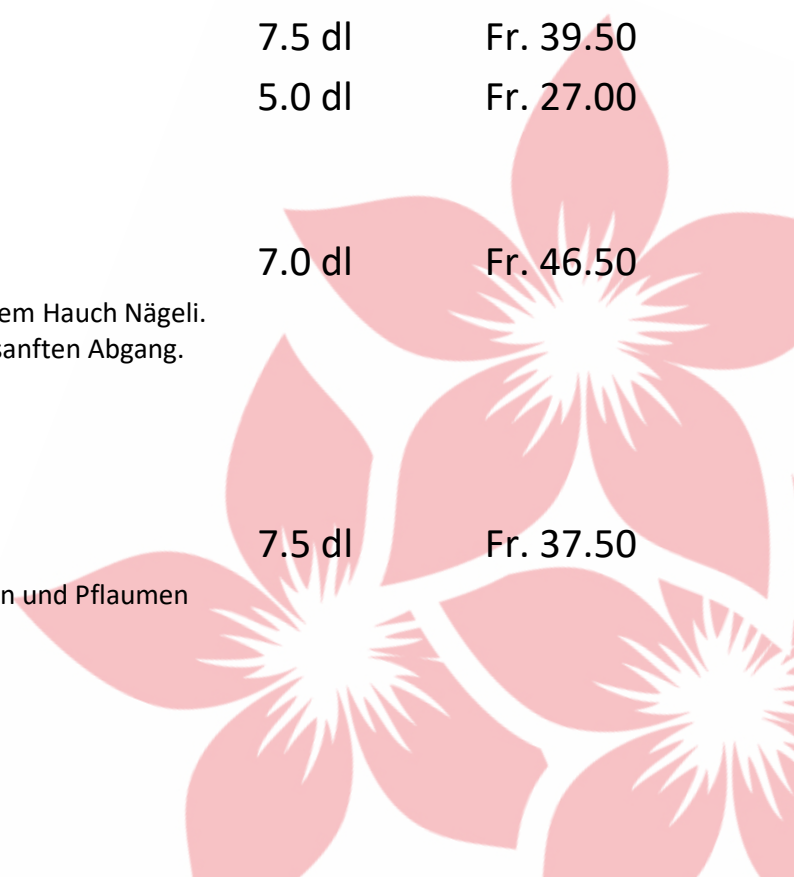 7.5 dl Fr. 39.50
5.0 dl Fr. 27.00
7.0 dl Fr. 46.50
em Hauch Nägeli.
sanften Abgang.
7.5 dl Fr. 37.50
n und Pflaumen